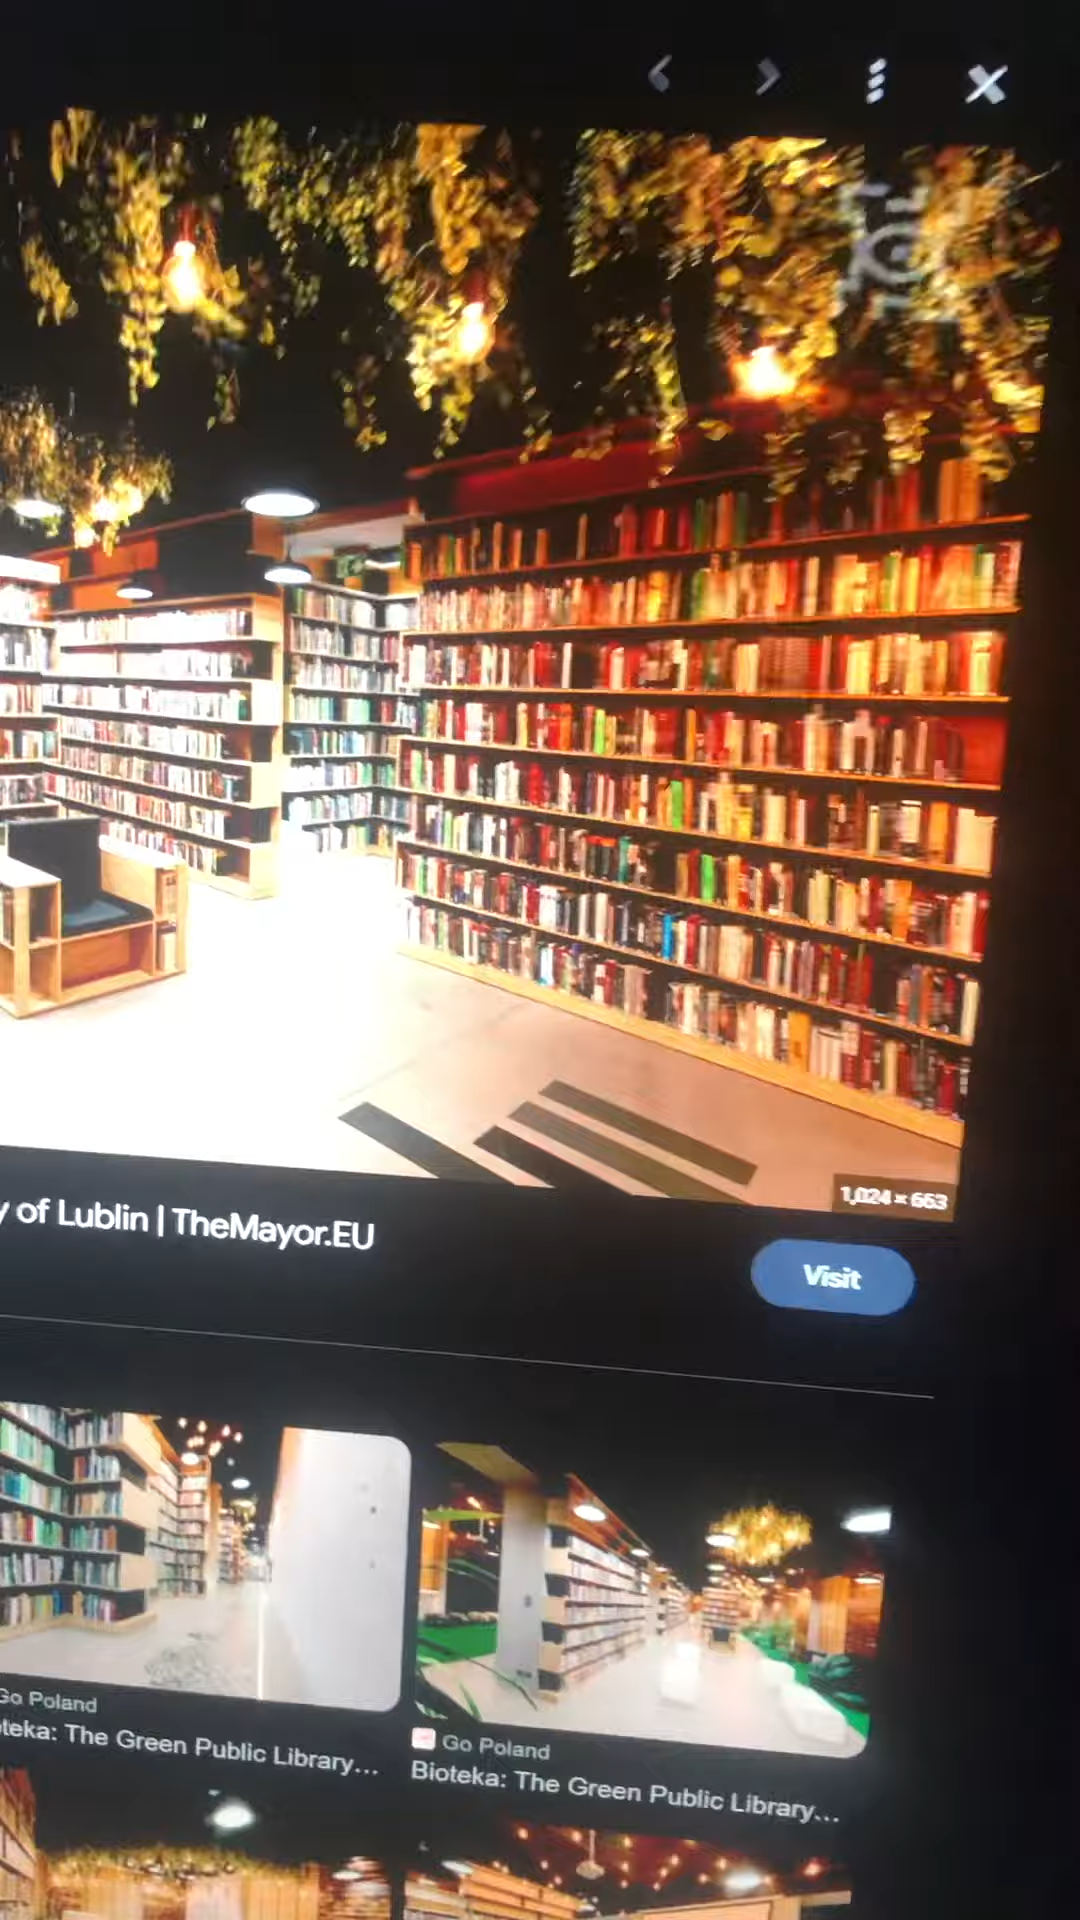 y of Lublin | TheMayor.EU
1,024 × 663
Visit
Go Poland
oteka: The Green Public Library...
Go Poland
Bioteka: The Green Public Library...